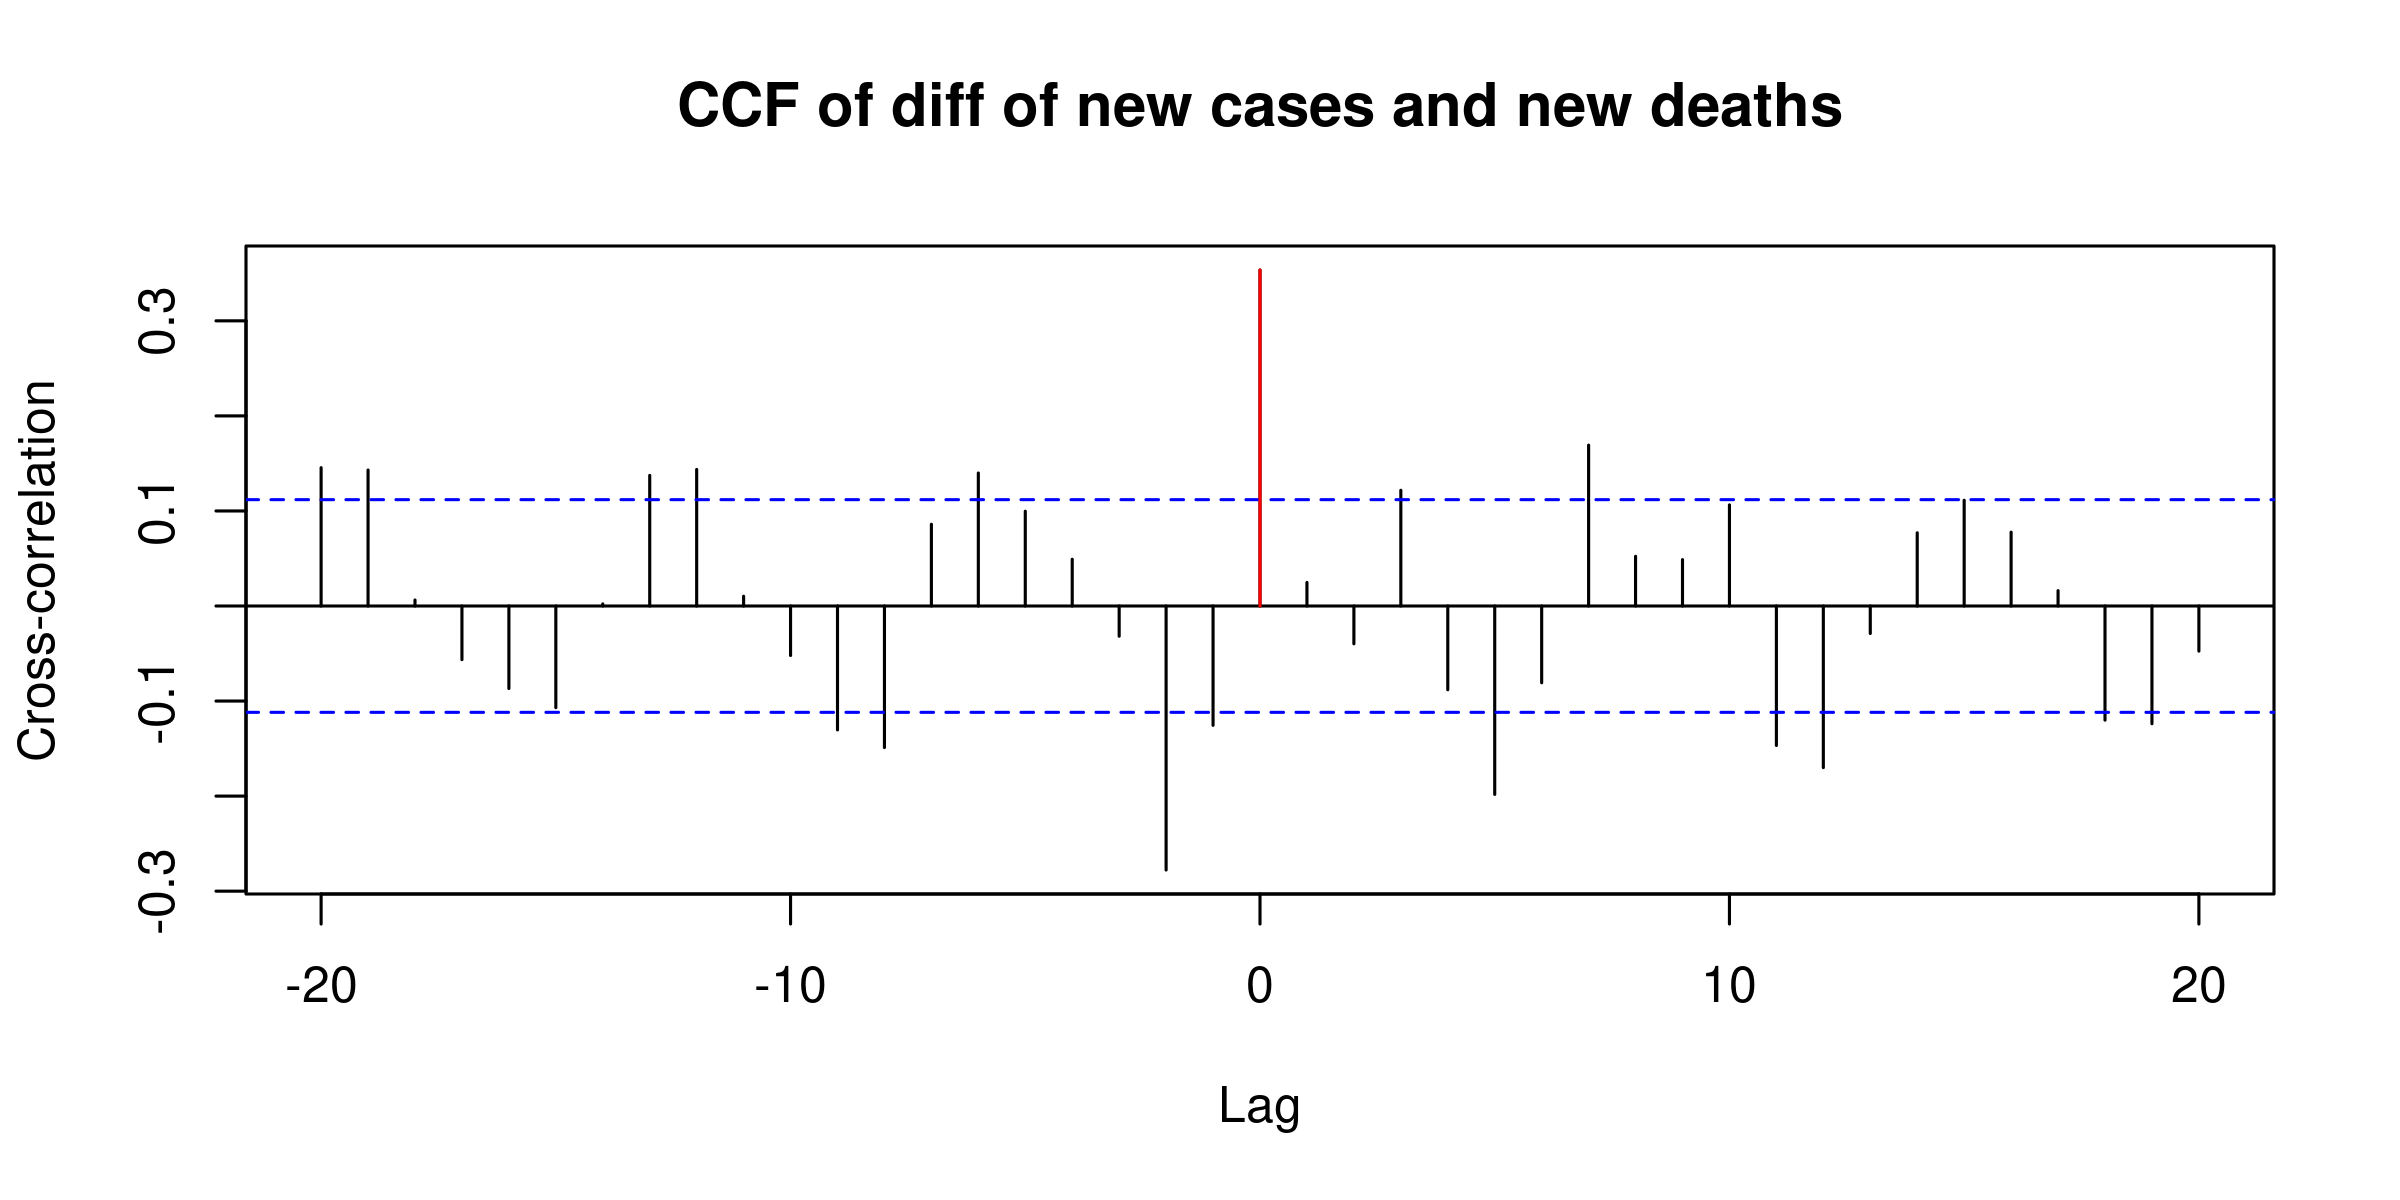 CCF of diff of new cases and new deaths
Cross-correlation
0.3
0.1
-0.1
-0.3
-20 -10 0 10 20
Lag